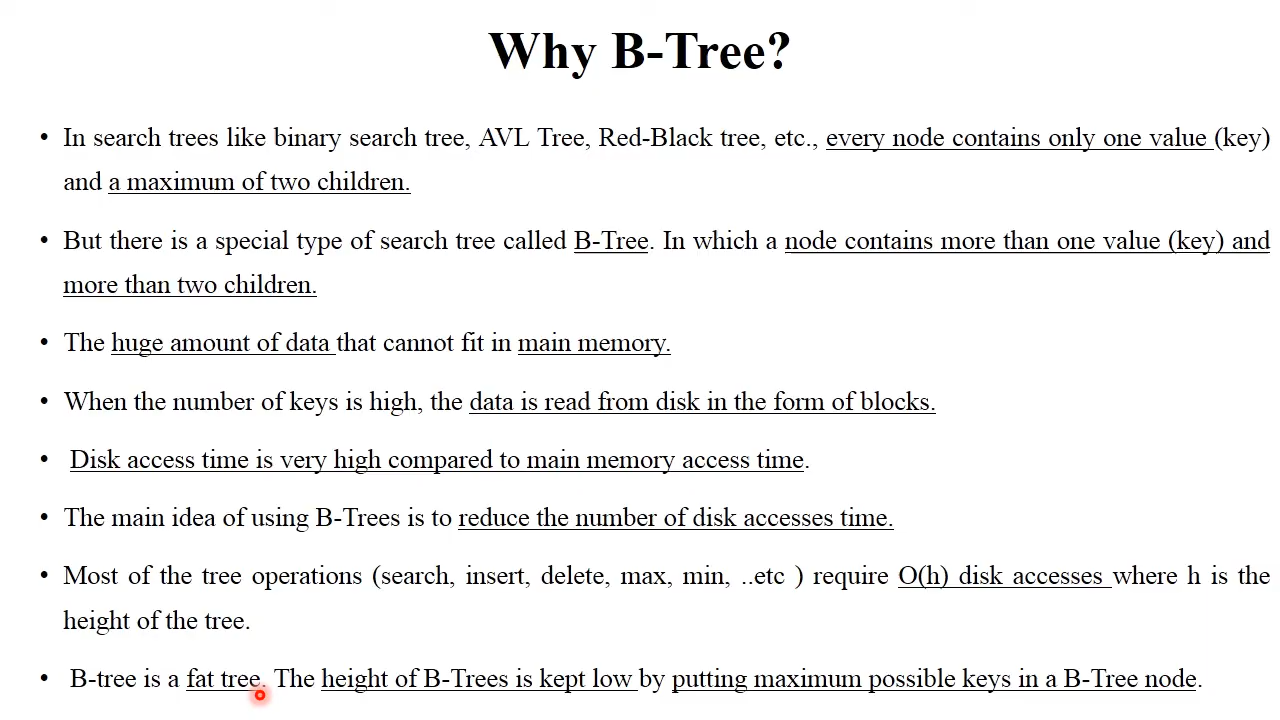 Why B-Tree?
• In search trees like binary search tree, AVL Tree, Red-Black tree, etc., every node contains only one value (key)
and a maximum of two children.
• But there is a special type of search tree called B-Tree. In which a node contains more than one value (key) and
more than two children.
• The huge amount of data that cannot fit in main memory.
• When the number of keys is high, the data is read from disk in the form of blocks.
• Disk access time is very high compared to main memory access time.
• The main idea of using B-Trees is to reduce the number of disk accesses time.
• Most of the tree operations (search, insert, delete, max, min, ..etc ) require O(h) disk accesses where h is the
height of the tree.
• B-tree is a fat tree. The height of B-Trees is kept low by putting maximum possible keys in a B-Tree node.